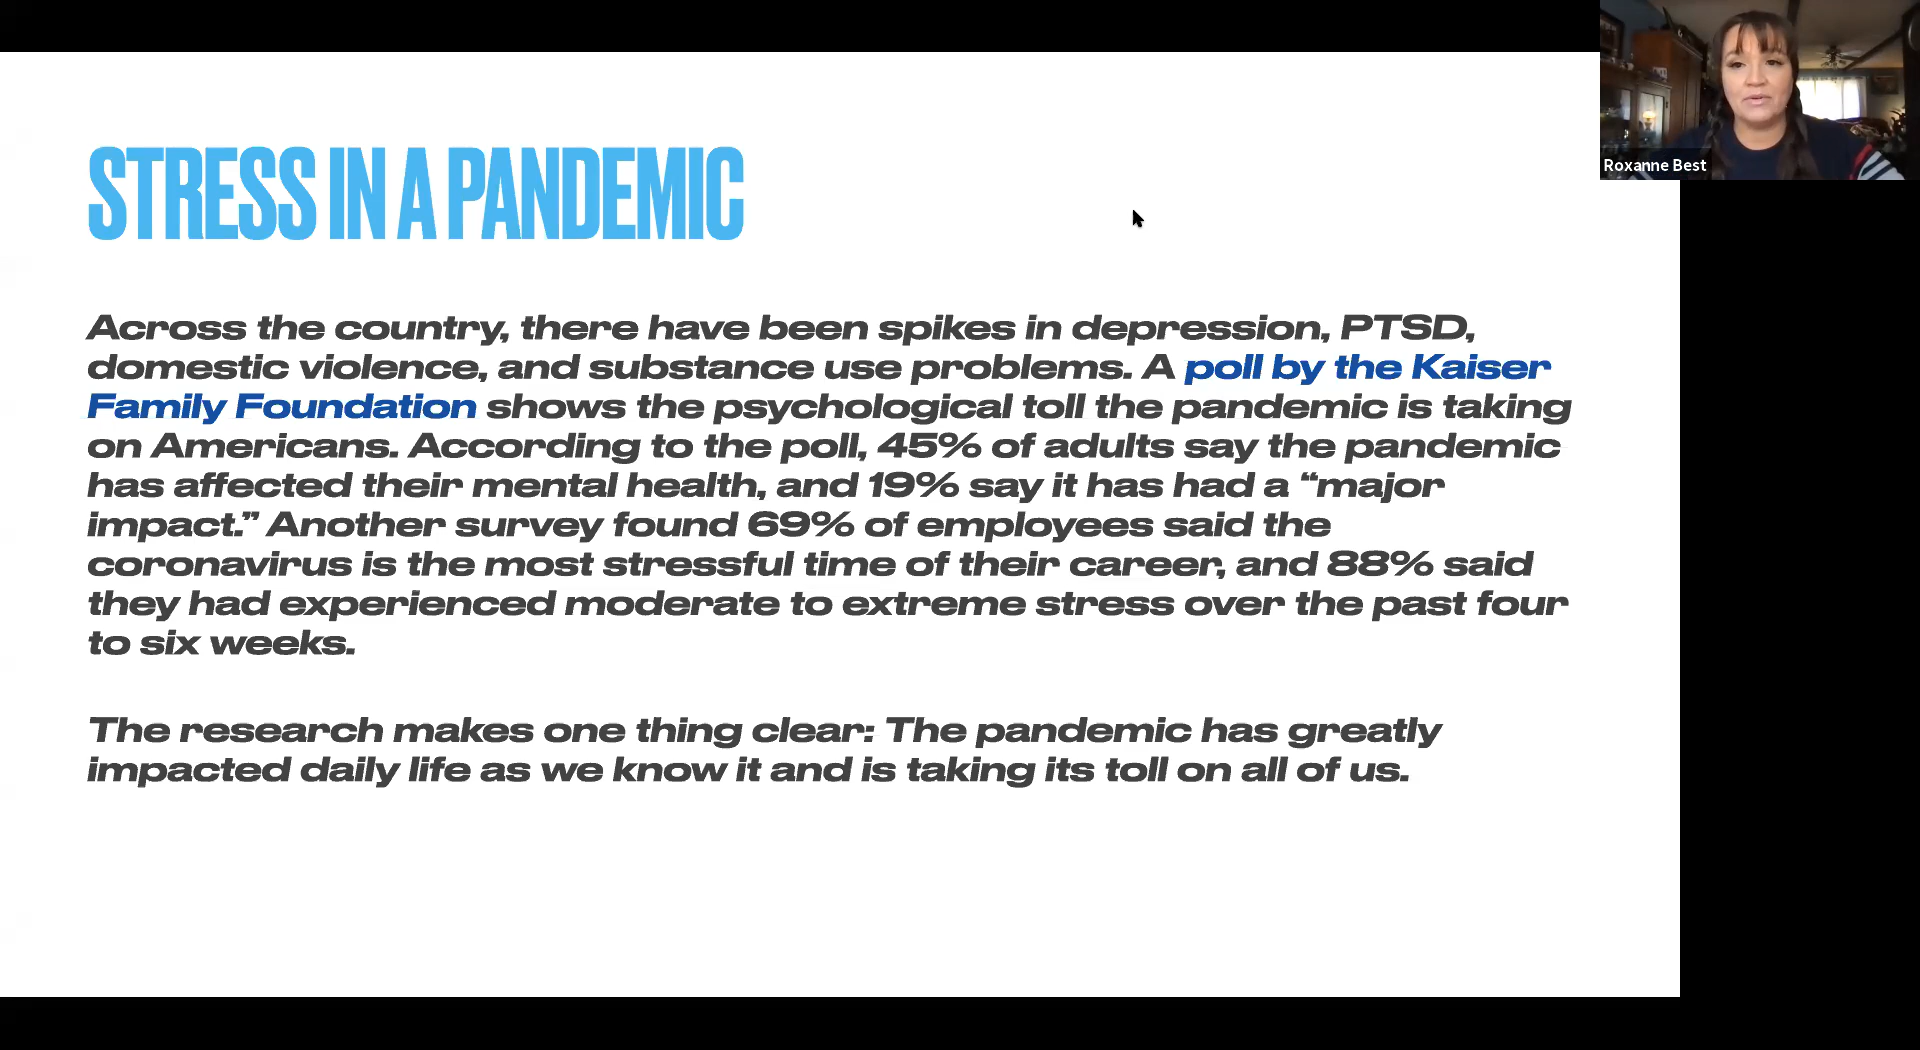 STRESS IN A PANDEMIC
Across the country, there have been spikes in depression, PTSD,
domestic violence, and substance use problems. A poll by the Kaiser
Family Foundation shows the psychological toll the pandemic is taking
on Americans. According to the poll, 45% of adults say the pandemic
has affected their mental health, and 19% say it has had a “major
impact.” Another survey found 69% of employees said the
coronavirus is the most stressful time of their career, and 88% said
they had experienced moderate to extreme stress over the past four
to six weeks.
The research makes one thing clear: The pandemic has greatly
impacted daily life as we know it and is taking its toll on all of us.
Roxanne Best